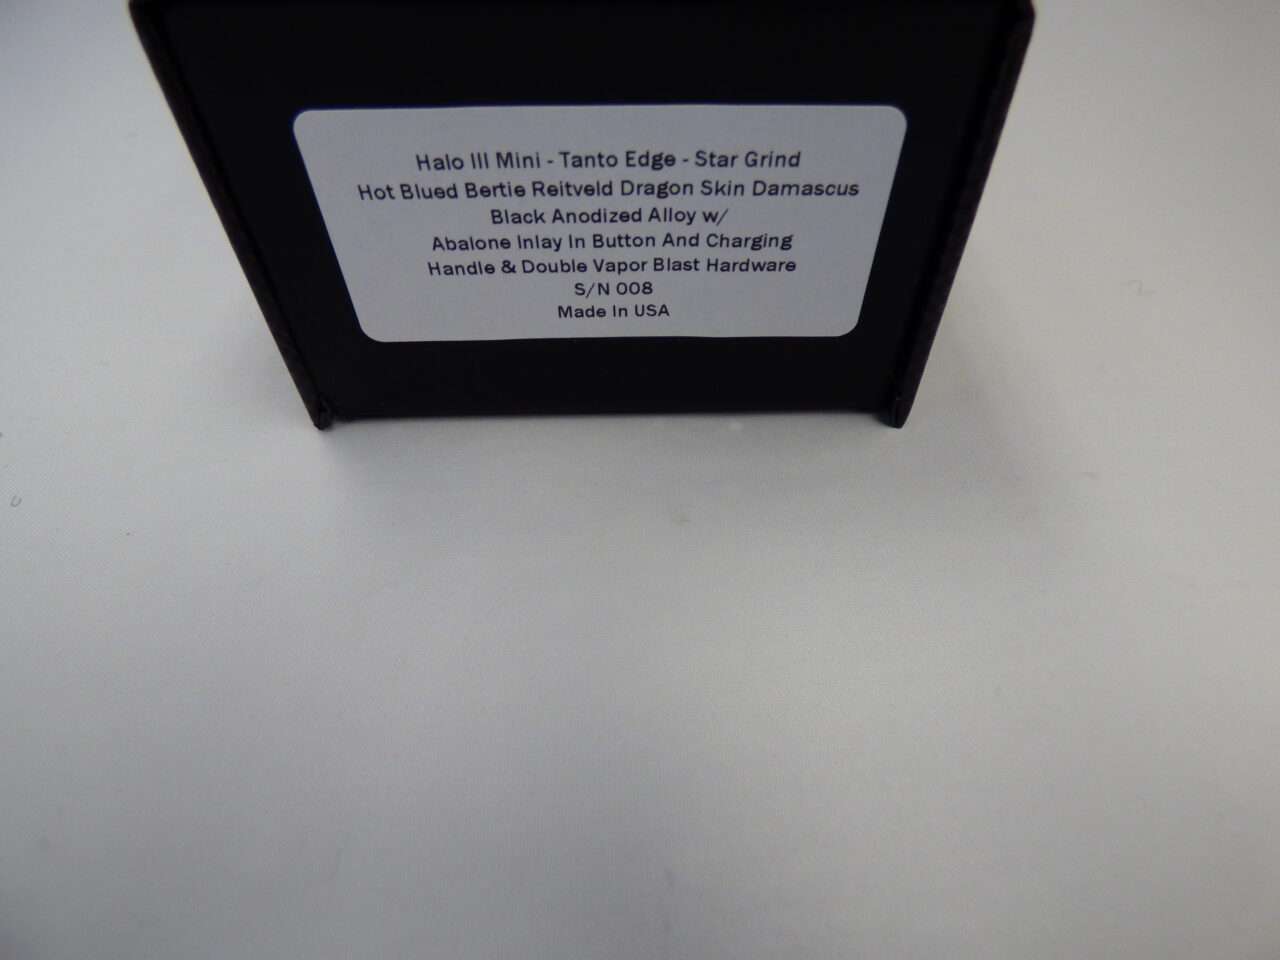 Halo III Mini - Tanto Edge - Star Grind
Hot Blued Bertie Reitveld Dragon Skin Damascus
Black Anodized Alloy w/
Abalone Inlay In Button And Charging
Handle & Double Vapor Blast Hardware
S/N 008
Made In USA